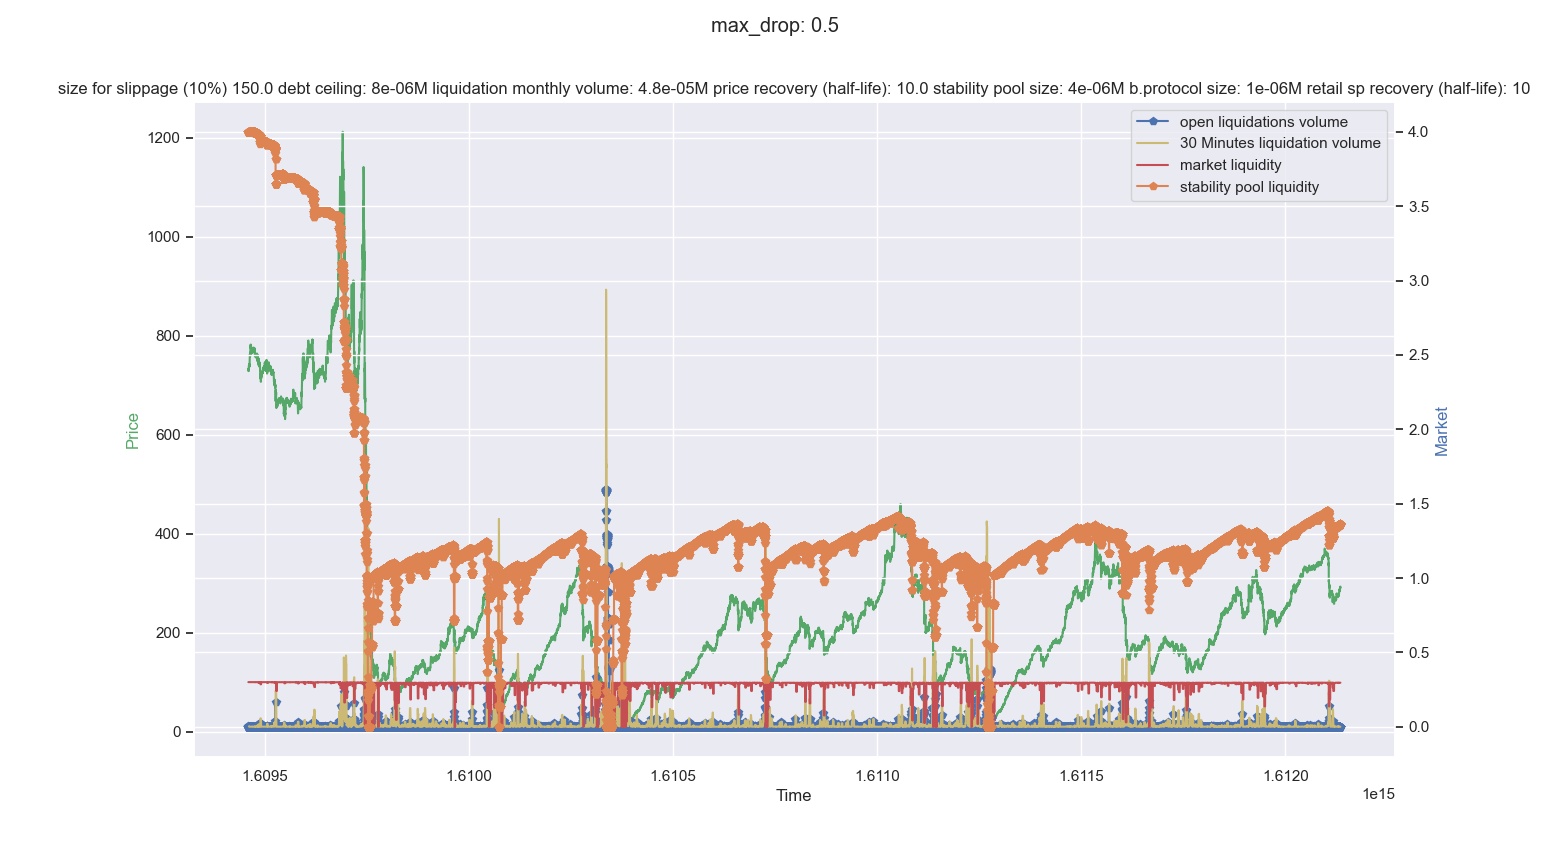 max_drop: 0.5
size for slippage (10%) 150.0 debt ceiling: 8e-06M liquidation monthly volume: 4.8e-05M price recovery (half-life): 10.0 stability pool size: 4e-06M b.protocol size: 1e-06M retail sp recovery (half-life): 10
open liquidations volume
30 Minutes liquidation volume
market liquidity
stability pool liquidity
1200
1000
800
600
400
200
0
Price
4.0
3.5
3.0
2.5
2.0
1.5
1.0
0.5
0.0
Market
1.6095 1.6100 1.6105 1.6110 1.6115 1.6120
Time
1e15